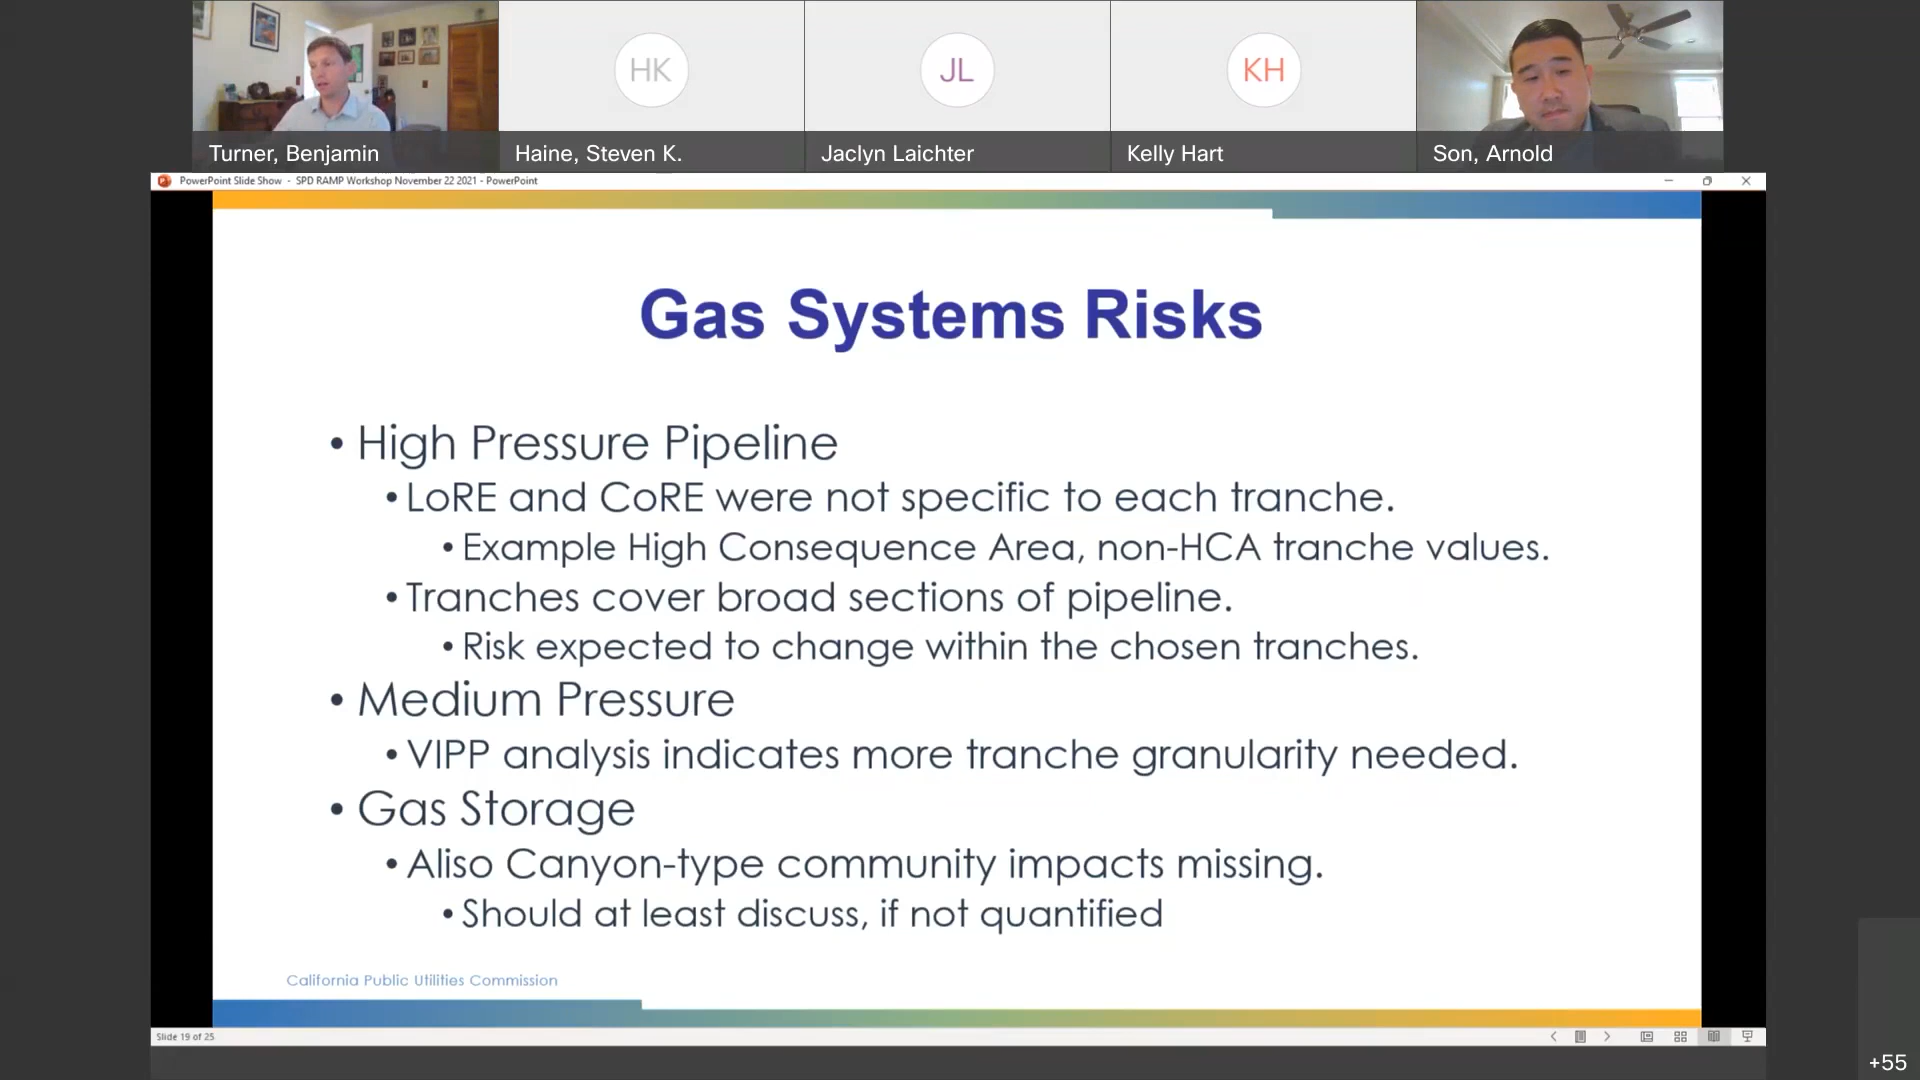 HK
JL
KH
Turner, Benjamin
Haine, Steven K.
Jaclyn Laichter
Kelly Hart
Son, Arnold
PowerPoint Slide Show - SPD RAMP Workshop November 22 2021 - PowerPoint
Gas Systems Risks
• High Pressure Pipeline
• LoRE and CoRE were not specific to each tranche.
• Example High Consequence Area, non-HCA tranche values.
• Tranches cover broad sections of pipeline.
• Risk expected to change within the chosen tranches.
• Medium Pressure
• VIPP analysis indicates more tranche granularity needed.
• Gas Storage
• Aliso Canyon-type community impacts missing.
• Should at least discuss, if not quantified
California Public Utilities Commission
Slide 19 of 25
+55